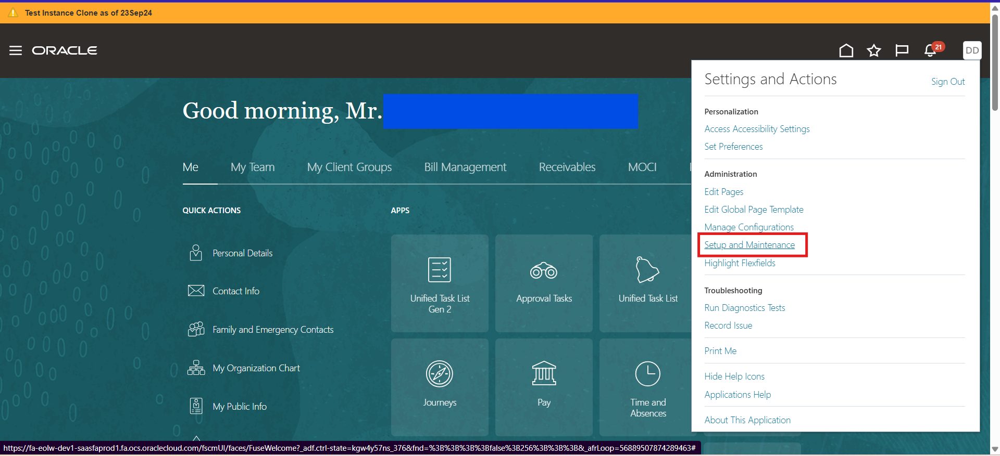 Test Instance Clone as of 23Sep24
ORACLE
21
DD
Settings and Actions
Sign Out
Good morning, Mr.
Personalization
Access Accessibility Settings
Set Preferences
Me
My Team
My Client Groups
Bill Management
Receivables
MOCI
Administration
Edit Pages
Edit Global Page Template
Manage Configurations
Setup and Maintenance
Highlight Flexfields
Troubleshooting
Run Diagnostics Tests
Record Issue
Print Me
Hide Help Icons
Applications Help
About This Application
QUICK ACTIONS
Personal Details
Contact Info
Family and Emergency Contacts
My Organization Chart
My Public Info
APPS
Unified Task List
Gen 2
Approval Tasks
Unified Task List
Journeys
Pay
Time and
Absences
https://fa-eolw-dev1-saasfaprod1.fa.ocs.oraclecloud.com/fscmUI/faces/FuseWelcome?_adf.ctrl-state=kgw4y57ns_376&fnd=%3B%3B%3B%3Bfalse%3B256%3B%3B%3B&_afrLoop=56889507874289463#